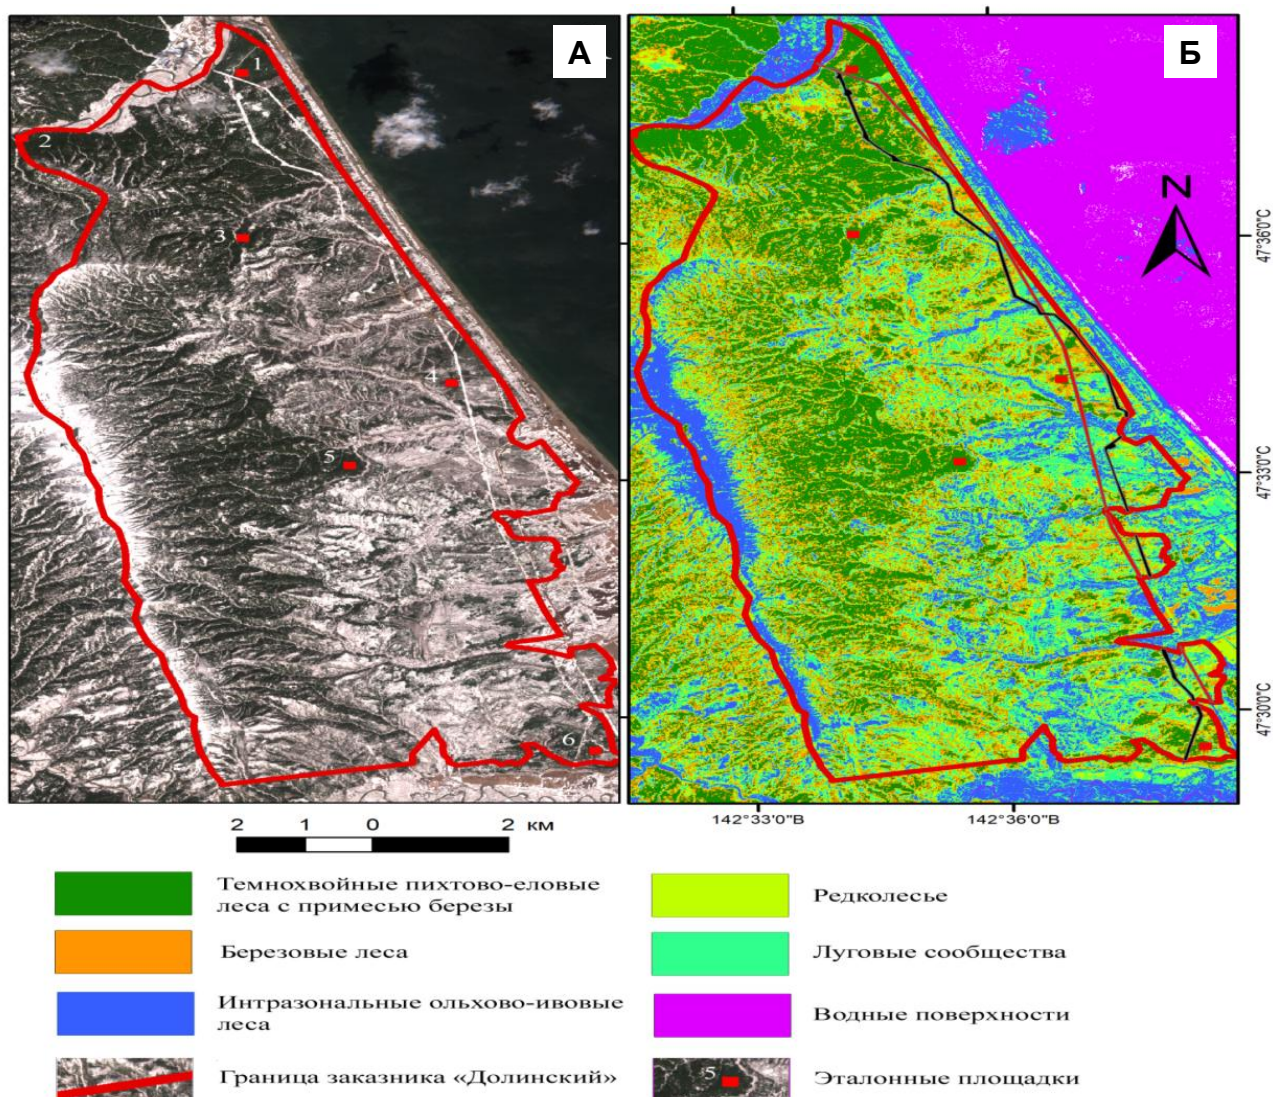 А
Б
1
2
3
4
5
6
N
47°36'0"С
47°33'0"С
47°30'0"С
142°33'0"В
142°36'0"В
2 1 0 2 км
Темнохвойные пихтово-еловые
леса с примесью березы
Березовые леса
Интразональные ольхово-ивовые
леса
Граница заказника «Долинский»
Редколесье
Луговые сообщества
Водные поверхности
5
Эталонные площадки